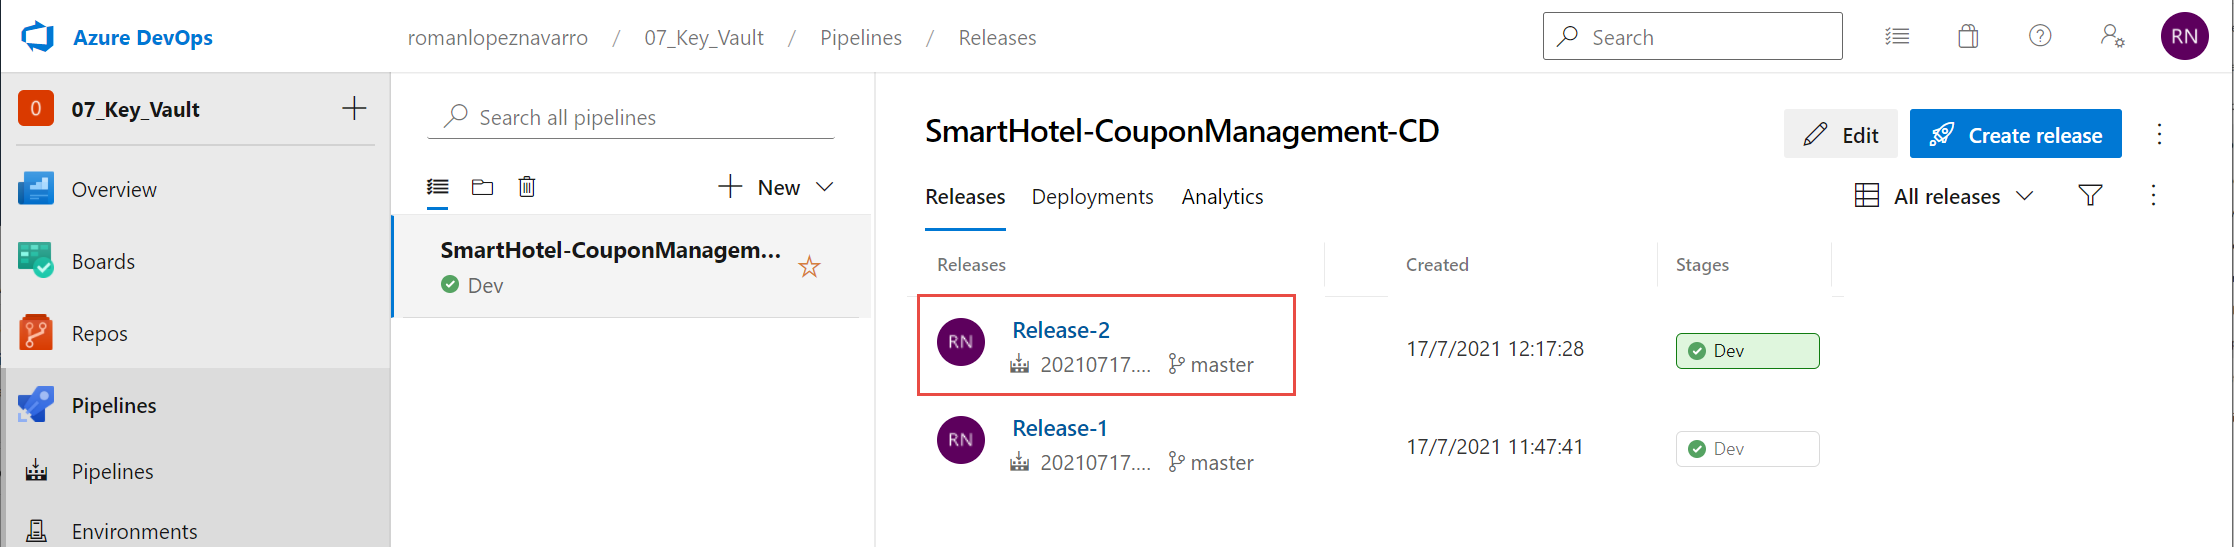 Azure DevOps
romanlopeznavarro / 07_Key_Vault / Pipelines / Releases
Search
RN
0
07_Key_Vault
Overview
Boards
Repos
Pipelines
Pipelines
Environments
Search all pipelines
New
SmartHotel-CouponManagem...
Dev
SmartHotel-CouponManagement-CD
Edit
Create release
Releases Deployments Analytics
All releases
Releases Created Stages
RN
Release-2
20210717.... master
17/7/2021 12:17:28
Dev
RN
Release-1
20210717.... master
17/7/2021 11:47:41
Dev